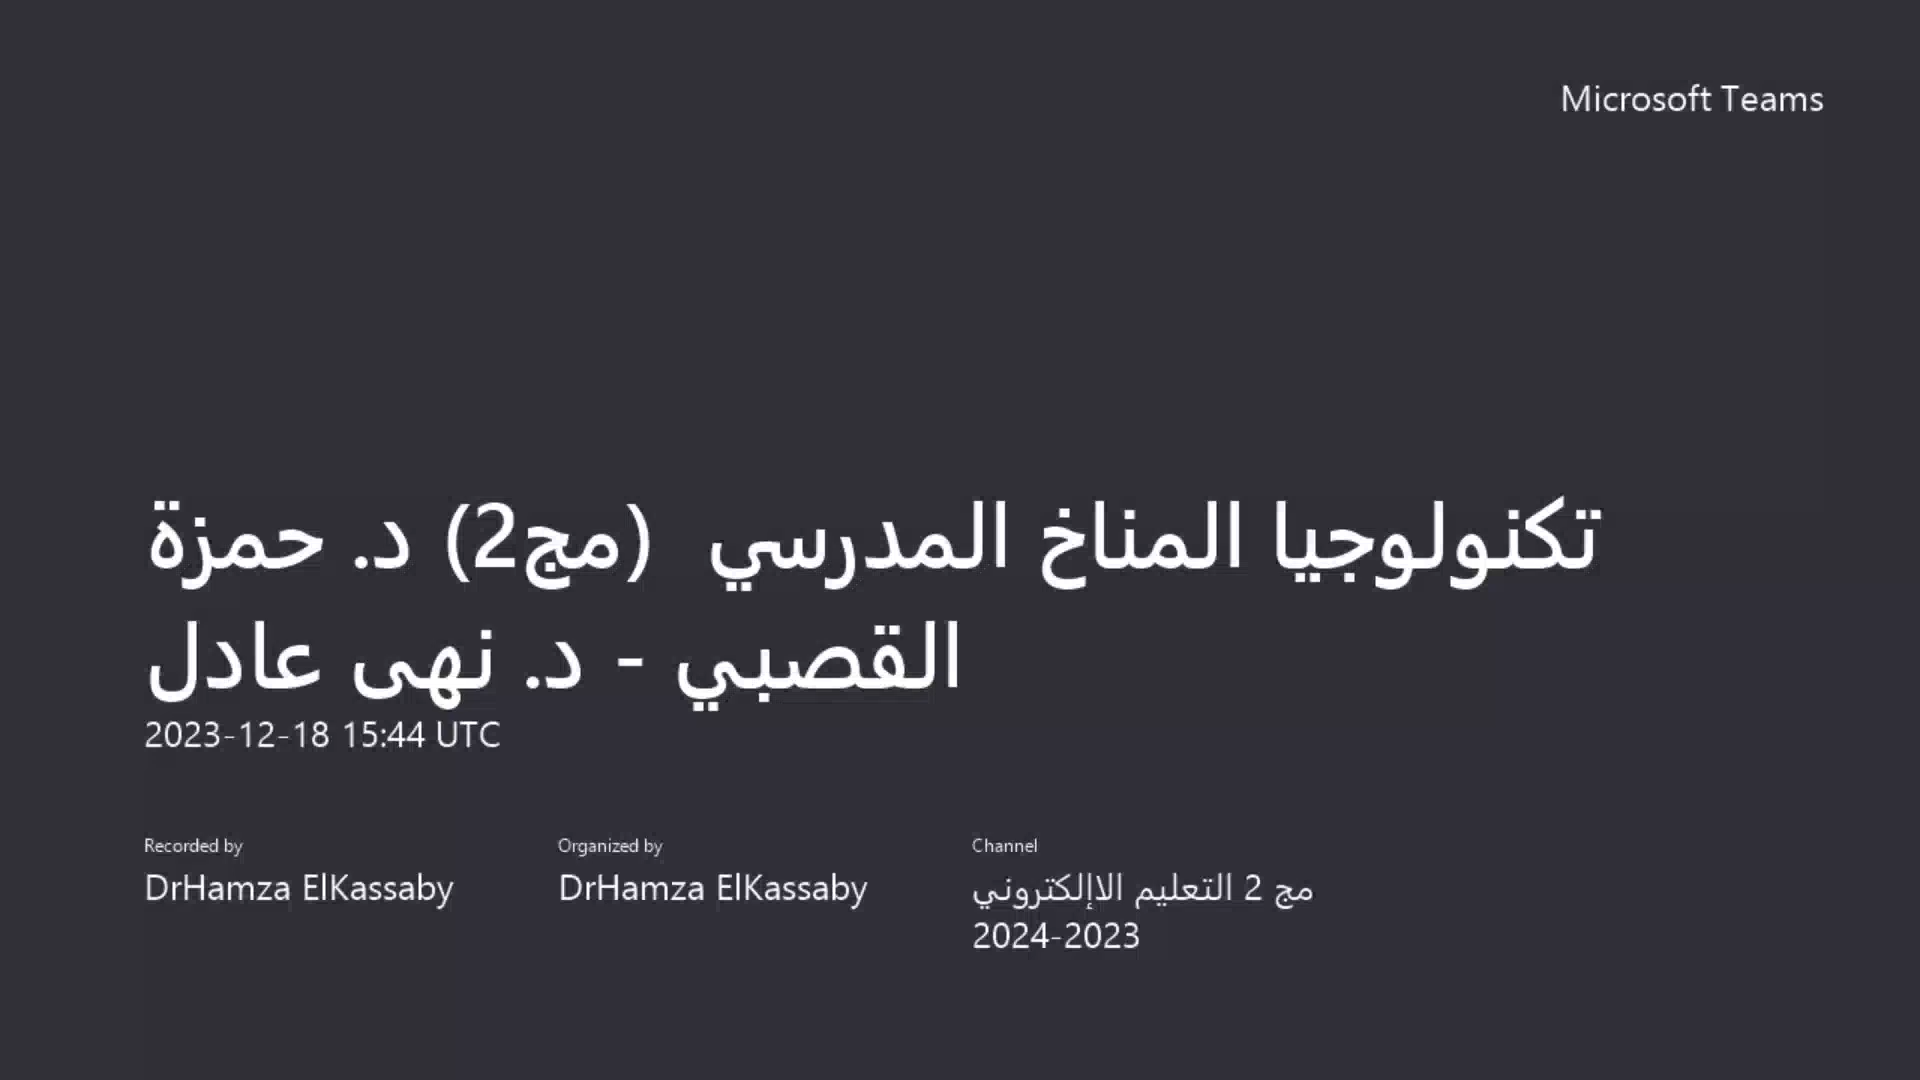 Microsoft Teams
تكنولوجيا المناخ المدرسي (مج2) د. حمزة
القصبي - د. نهى عادل
2023-12-18 15:44 UTC
Recorded by
DrHamza ElKassaby
Organized by
DrHamza ElKassaby
Channel
مج 2 التعليم الاإلكتروني
2024-2023